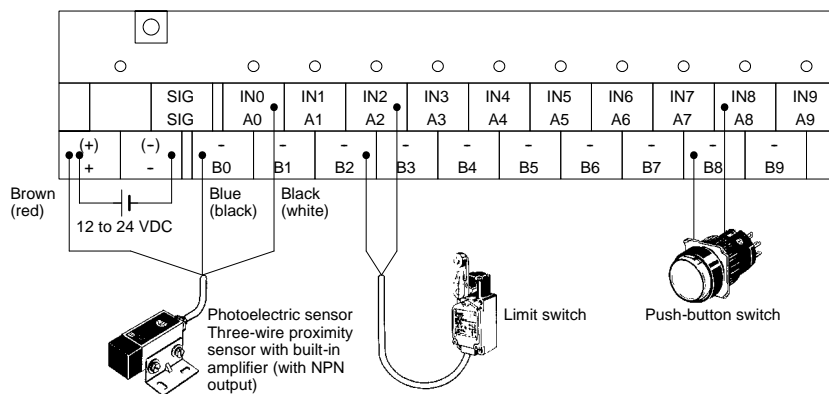 SIG IN0 IN1 IN2 IN3 IN4 IN5 IN6 IN7 IN8 IN9
SIG A0 A1 A2 A3 A4 A5 A6 A7 A8 A9
(+) (-) - - - - - - - - - -
+ - B0 B1 B2 B3 B4 B5 B6 B7 B8 B9
Brown
(red)
12 to 24 VDC
Blue
(black)
Black
(white)
Photoelectric sensor
Three-wire proximity
sensor with built-in
amplifier (with NPN
output)
Limit switch
Push-button switch